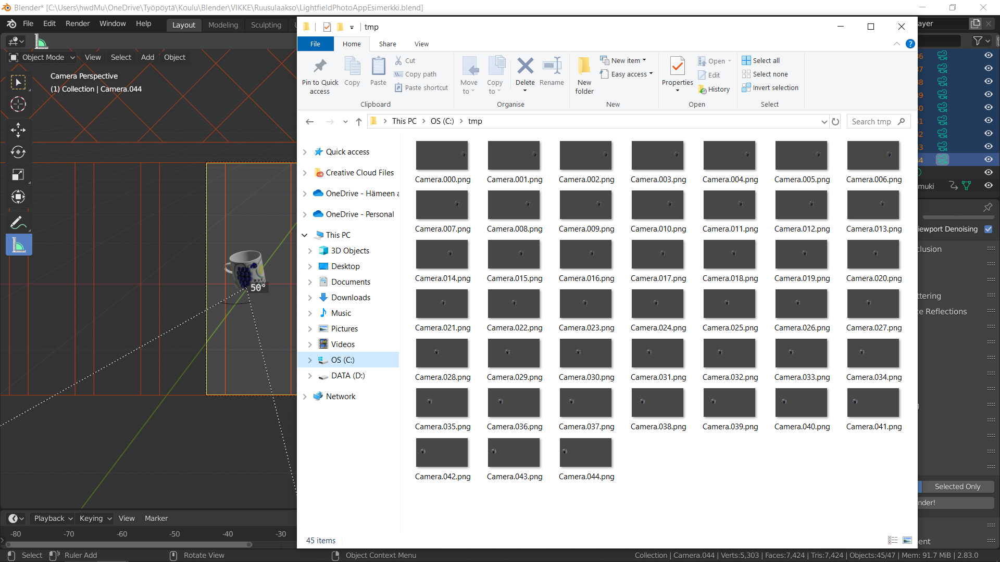 Blender* [C:\Users\hwdMu\OneDrive\Työpöytä\Koulu\Blender\VIKKE\Ruusulaakso\LightfieldPhotoAppEsimerkki.blend]
File Edit Render Window Help Layout Modeling Sculpting
ayer
Object Mode View Select Add Object
Camera Perspective
(1) Collection | Camera.044
50°
tmp
File Home Share View
Pin to Quick access
Copy
Paste
Cut
Copy path
Paste shortcut
Clipboard
Move to
Copy to
Delete
Rename
Organise
New folder
New item
Easy access
New
Properties
Open
Edit
History
Open
Select all
Select none
Invert selection
Select
This PC OS (C:) tmp
Search tmp
Quick access
Creative Cloud Files
OneDrive - Hämeen a
OneDrive - Personal
This PC
3D Objects
Desktop
Documents
Downloads
Music
Pictures
Videos
OS (C:)
DATA (D:)
Network
Camera.000.png Camera.001.png Camera.002.png Camera.003.png Camera.004.png Camera.005.png Camera.006.png
Camera.007.png Camera.008.png Camera.009.png Camera.010.png Camera.011.png Camera.012.png Camera.013.png
Camera.014.png Camera.015.png Camera.016.png Camera.017.png Camera.018.png Camera.019.png Camera.020.png
Camera.021.png Camera.022.png Camera.023.png Camera.024.png Camera.025.png Camera.026.png Camera.027.png
Camera.028.png Camera.029.png Camera.030.png Camera.031.png Camera.032.png Camera.033.png Camera.034.png
Camera.035.png Camera.036.png Camera.037.png Camera.038.png Camera.039.png Camera.040.png Camera.041.png
Camera.042.png Camera.043.png Camera.044.png
45 items
muki
iewport Denoising
clusion
ttering
ce Reflections
Selected Only
nder!
ent
Playback Keying View Marker
-80 -70 -60 -50 -40 -30
Select Ruler Add Rotate View Object Context Menu
Collection | Camera.044 | Verts:5,303 | Faces:7,424 | Tris:7,424 | Objects:45/47 | Mem: 91.7 MiB | 2.83.0